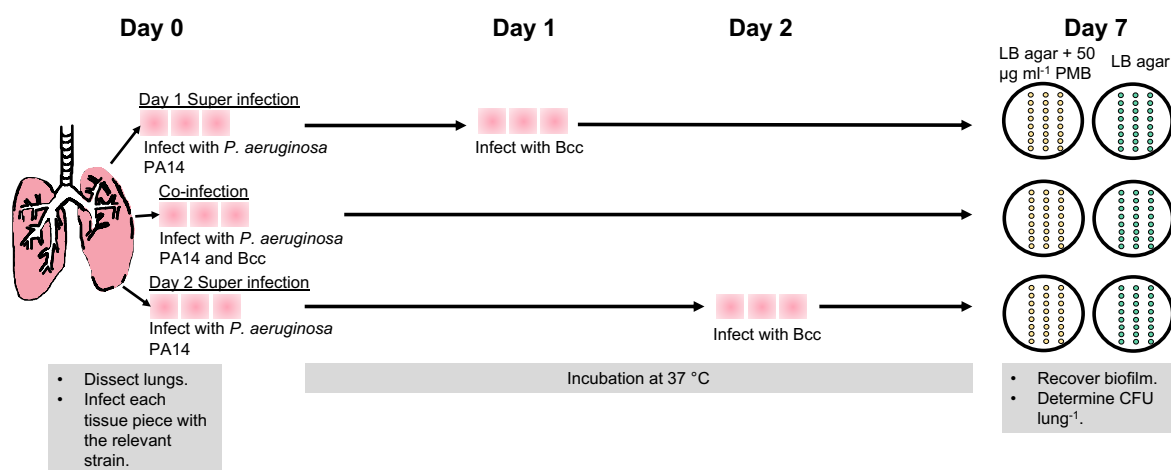 Day 0
Day 1
Day 2
Day 7
LB agar + 50
µg ml⁻¹ PMB
LB agar
Day 1 Super infection
Infect with P. aeruginosa
PA14
Infect with Bcc
Co-infection
Infect with P. aeruginosa
PA14 and Bcc
Day 2 Super infection
Infect with P. aeruginosa
PA14
Infect with Bcc
• Dissect lungs.
• Infect each
tissue piece with
the relevant
strain.
Incubation at 37 °C
• Recover biofilm.
• Determine CFU
lung⁻¹.